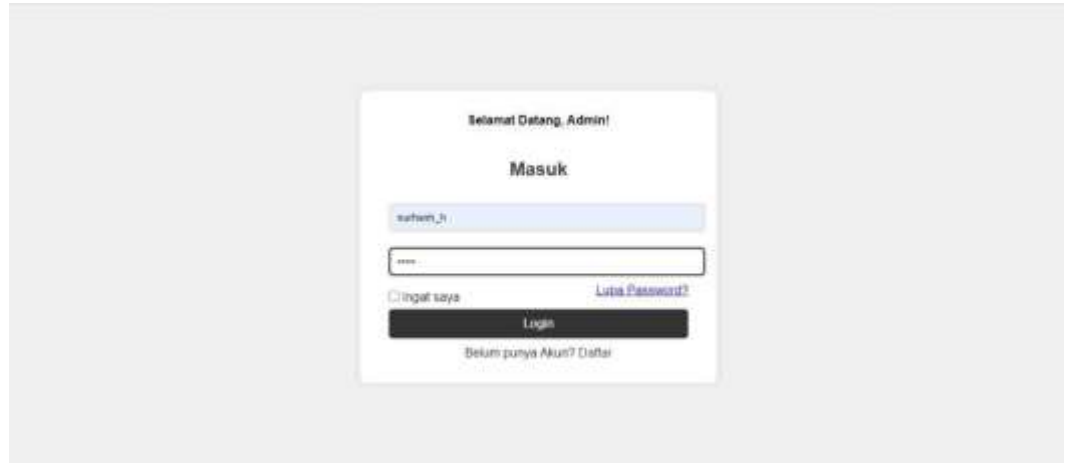 Selamat Datang, Admin!
Masuk
••••
Ingat saya
Lupa Password?
Login
Belum punya Akun? Daftar